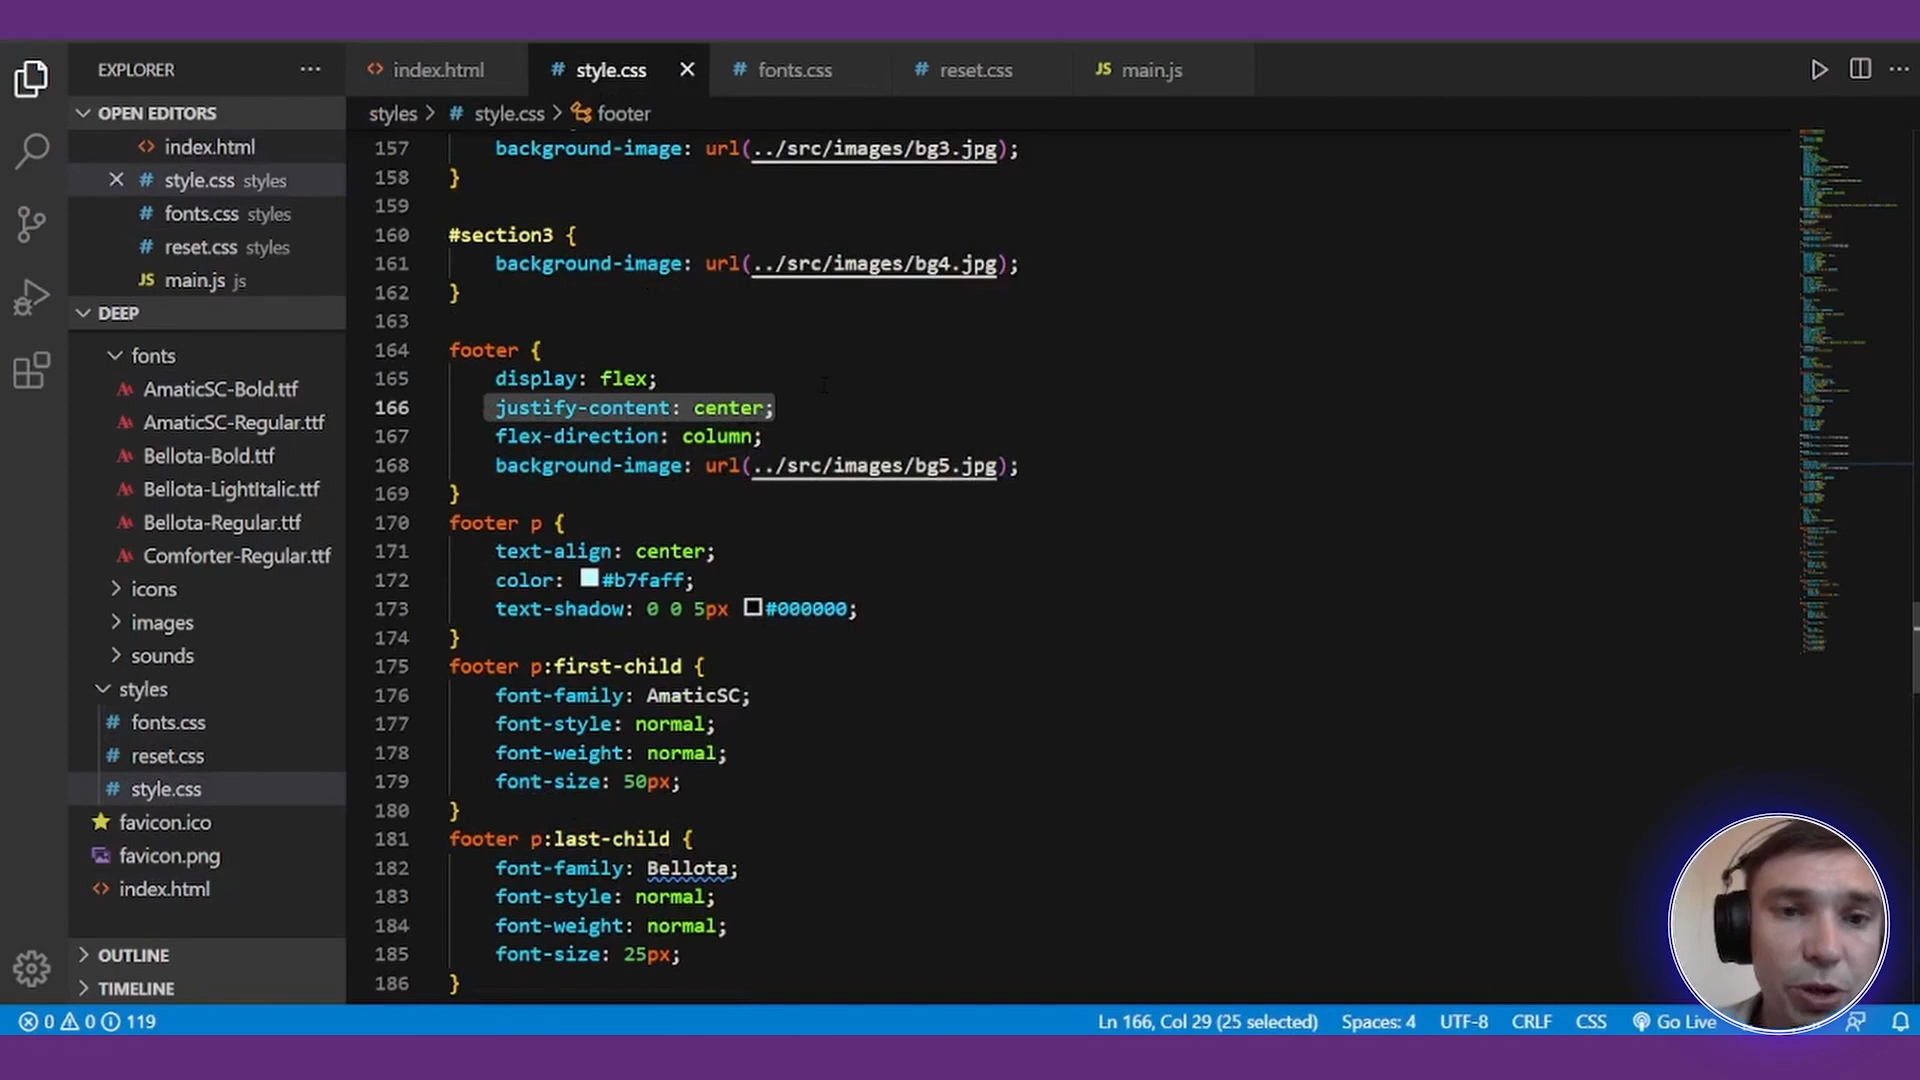 EXPLORER
OPEN EDITORS
index.html
style.css styles
fonts.css styles
reset.css styles
JS main.js js
DEEP
fonts
AmaticSC-Bold.ttf
AmaticSC-Regular.ttf
Bellota-Bold.ttf
Bellota-LightItalic.ttf
Bellota-Regular.ttf
Comforter-Regular.ttf
icons
images
sounds
styles
# fonts.css
# reset.css
# style.css
favicon.ico
favicon.png
<> index.html
OUTLINE
TIMELINE
<> index.html # style.css # fonts.css # reset.css JS main.js
styles > # style.css > footer
157 background-image: url(../src/images/bg3.jpg);
158 }
159
160 #section3 {
161 background-image: url(../src/images/bg4.jpg);
162 }
163
164 footer {
165 display: flex;
166 justify-content: center;
167 flex-direction: column;
168 background-image: url(../src/images/bg5.jpg);
169 }
170 footer p {
171 text-align: center;
172 color: #b7faff;
173 text-shadow: 0 0 5px #000000;
174 }
175 footer p:first-child {
176 font-family: AmaticSC;
177 font-style: normal;
178 font-weight: normal;
179 font-size: 50px;
180 }
181 footer p:last-child {
182 font-family: Bellota;
183 font-style: normal;
184 font-weight: normal;
185 font-size: 25px;
186 }
0 0 119 Ln 166, Col 29 (25 selected) Spaces: 4 UTF-8 CRLF CSS Go Live